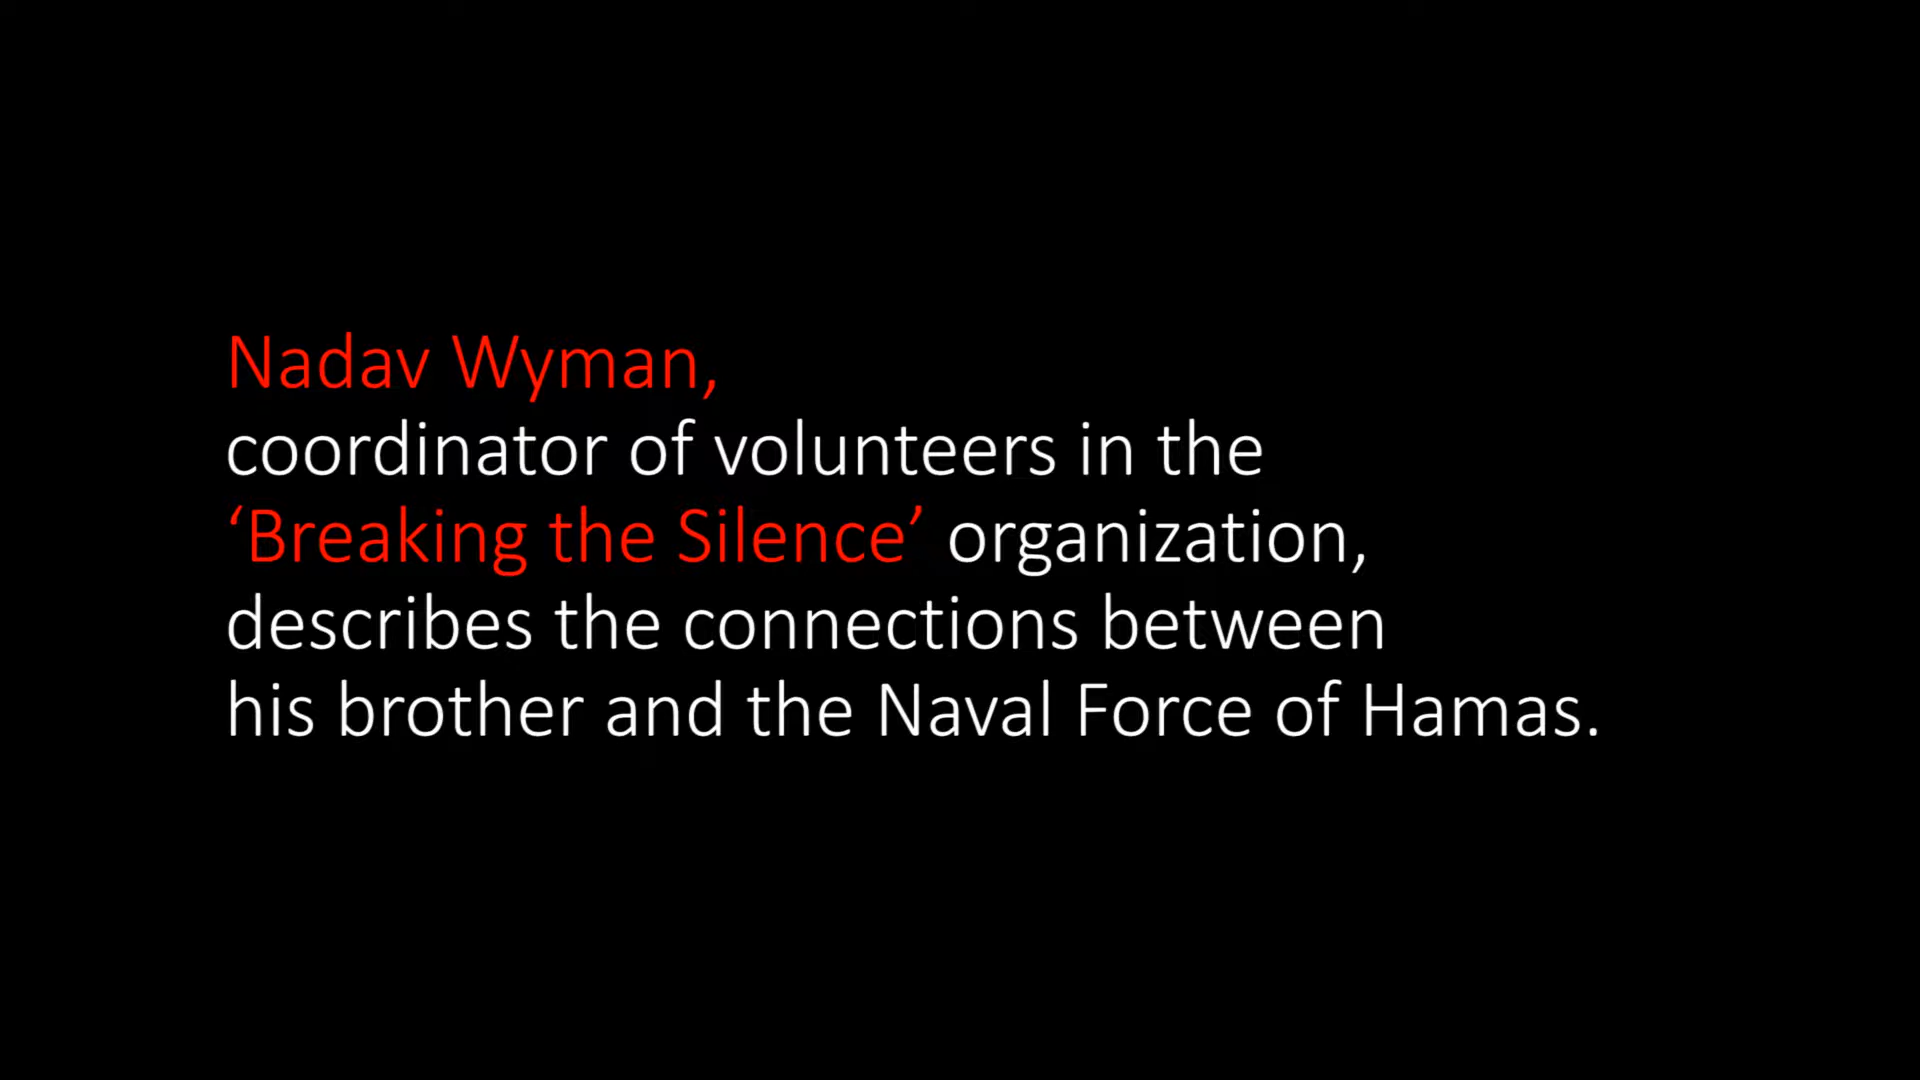 Nadav Wyman,
coordinator of volunteers in the
‘Breaking the Silence’ organization,
describes the connections between
his brother and the Naval Force of Hamas.